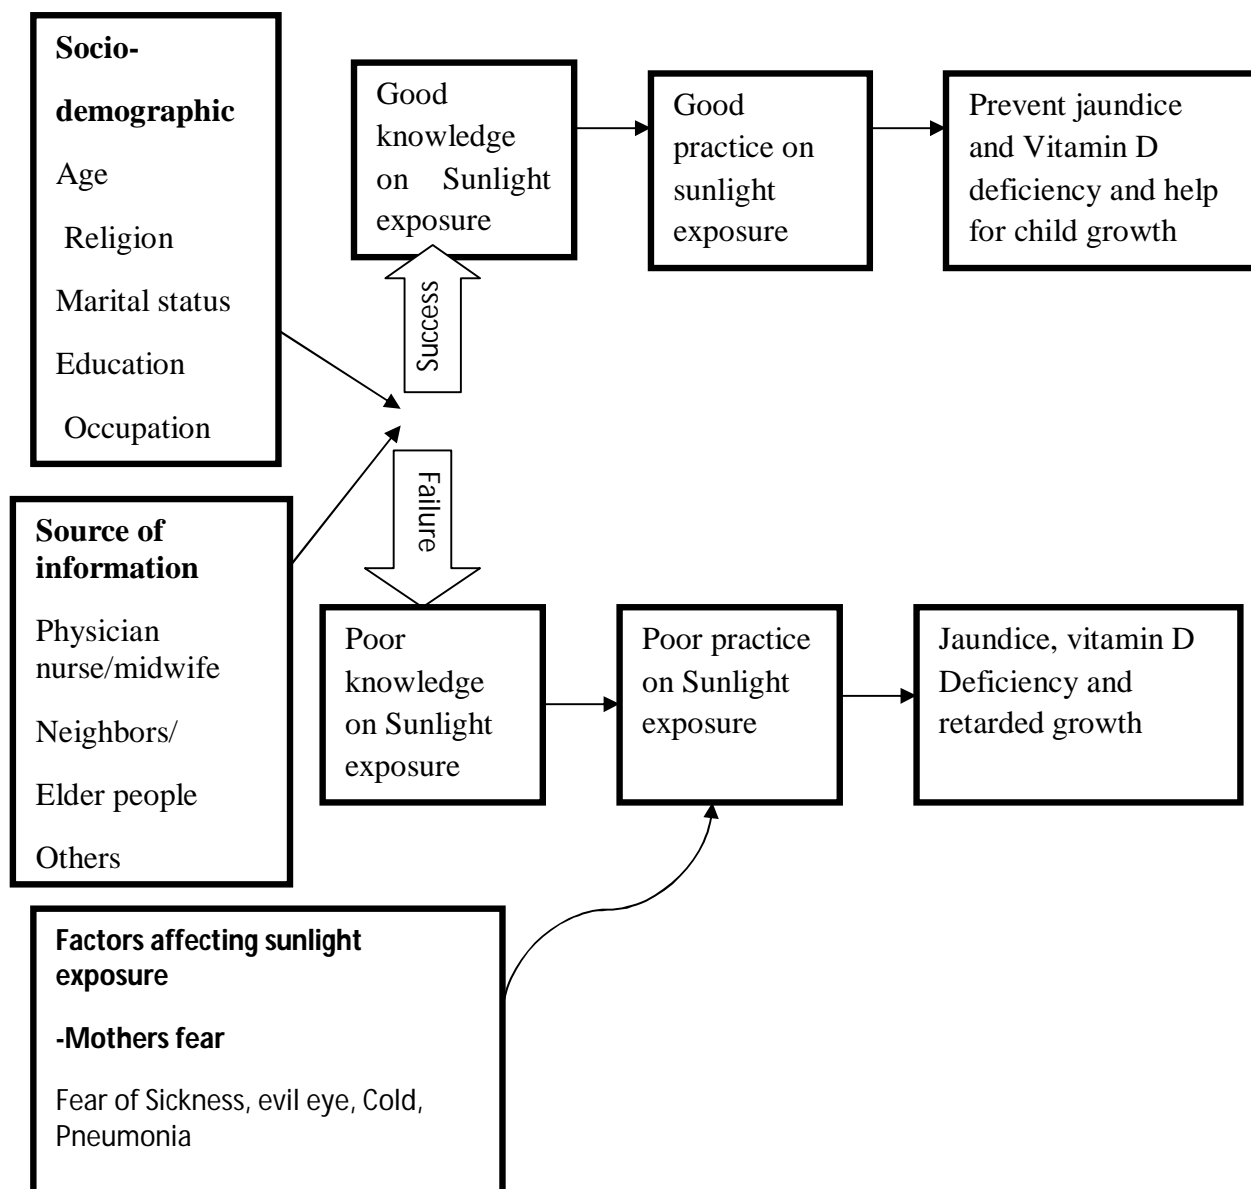 Socio-
demographic
Age
Religion
Marital status
Education
Occupation
Good
knowledge
on Sunlight
exposure
Good
practice on
sunlight
exposure
Prevent jaundice
and Vitamin D
deficiency and help
for child growth
Success
Failure
Source of
information
Physician
nurse/midwife
Neighbors/
Elder people
Others
Poor
knowledge
on Sunlight
exposure
Poor practice
on Sunlight
exposure
Jaundice, vitamin D
Deficiency and
retarded growth
Factors affecting sunlight
exposure
-Mothers fear
Fear of Sickness, evil eye, Cold,
Pneumonia